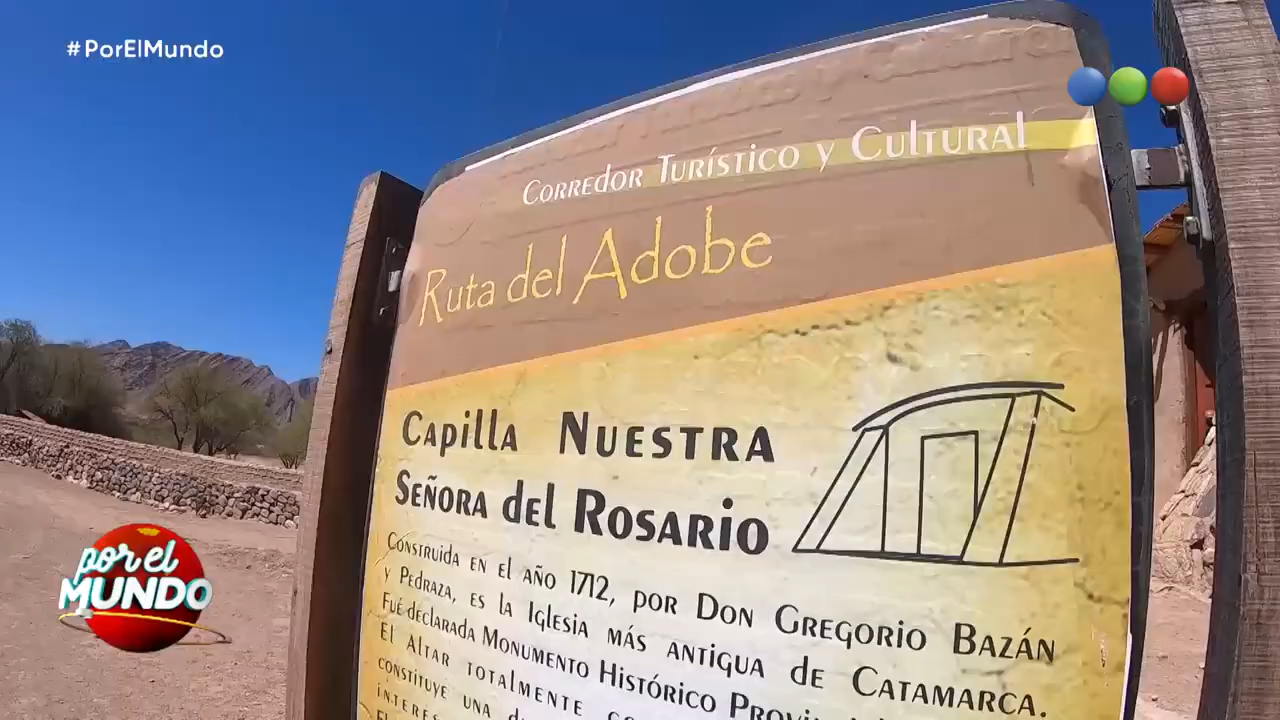 #PorElMundo
Corredor Turístico y Cultural
Ruta del Adobe
Capilla Nuestra
Señora del Rosario
Construida en el año 1712, por Don Gregorio Bazán
y Pedraza, es la Iglesia más antigua de Catamarca.
Fué declarada Monumento Histórico
El Altar totalmente
constituye una
por el
MUNDO